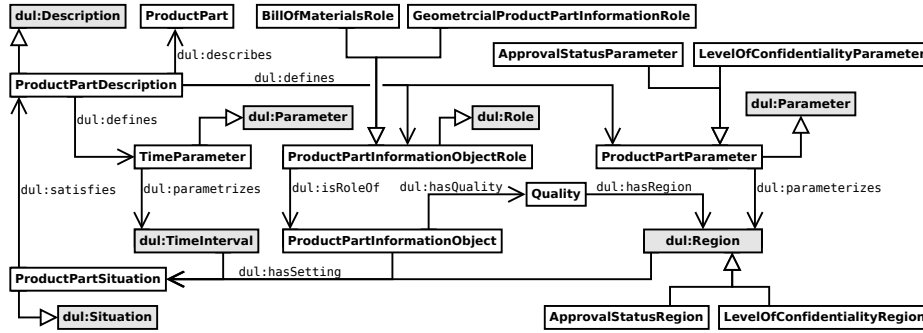 dul:Description
ProductPart
BillOfMaterialsRole
GeometrcialProductPartInformationRole
dul:describes
ApprovalStatusParameter
LevelOfConfidentialityParameter
ProductPartDescription
dul:defines
dul:Parameter
dul:defines
dul:Parameter
dul:Role
TimeParameter
ProductPartInformationObjectRole
ProductPartParameter
dul:satisfies
dul:parametrizes
dul:isRoleOf
dul:hasQuality
Quality
dul:hasRegion
dul:parameterizes
dul:TimeInterval
ProductPartInformationObject
dul:Region
ProductPartSituation
dul:hasSetting
dul:Situation
ApprovalStatusRegion
LevelOfConfidentialityRegion